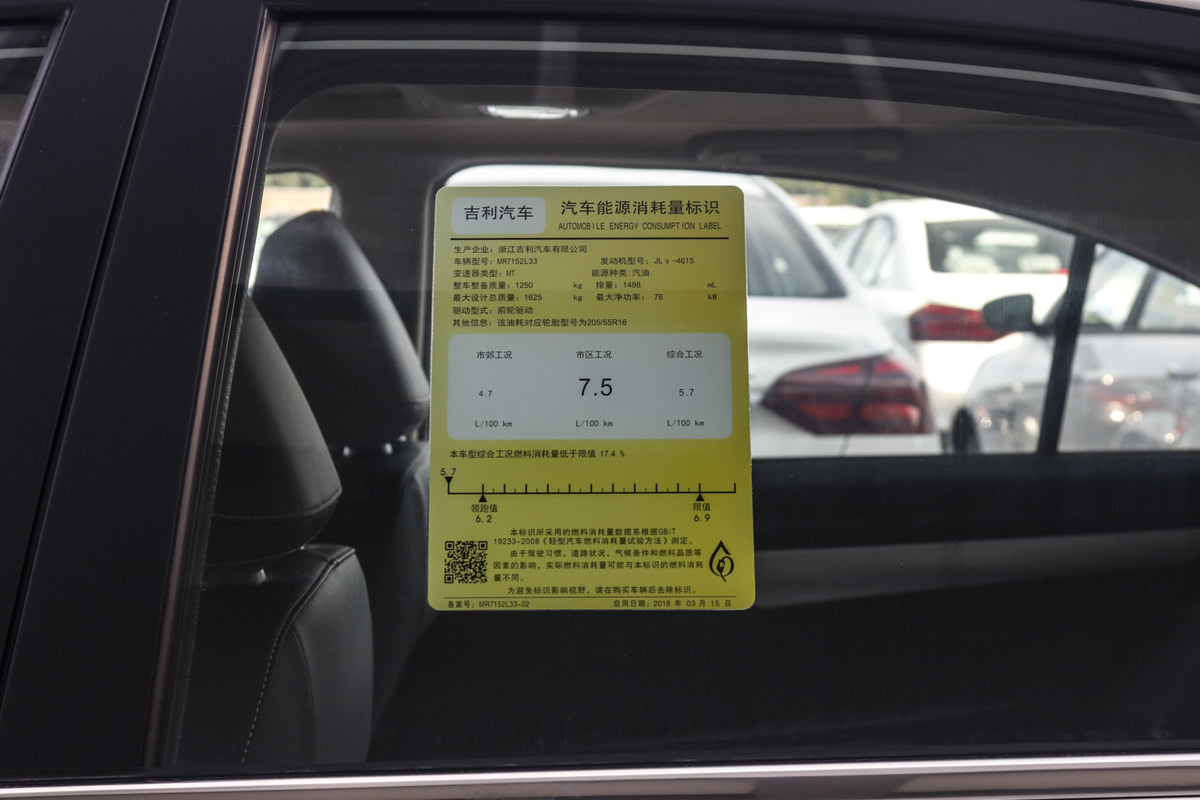 吉利汽车
汽车能源消耗量标识
AUTOMOBILE ENERGY CONSUMPTION LABEL
生产企业：浙江吉利汽车有限公司
车辆型号：MR7152L33 发动机型号：JLγ-4G15
变速器类型：MT 能源种类：汽油
整车整备质量：1250 kg 排量：1498 mL
最大设计总质量：1625 kg 最大净功率：76 kW
驱动型式：前轮驱动
其他信息：该油耗对应轮胎型号为205/55R16
市郊工况 市区工况 综合工况
4.7 7.5 5.7
L/100 km L/100 km L/100 km
本车型综合工况燃料消耗量低于限值 17.4 %
5.7
领跑值 限值
6.2 6.9
本标识所采用的燃料消耗量数据系根据GB/T
19233-2008《轻型汽车燃料消耗量试验方法》测定。
由于驾驶习惯、道路状况、气候条件和燃料品质等
因素的影响，实际燃料消耗量可能与本标识的燃料消耗
量不同。
为避免标识影响视野，请在购买车辆后去除标识。
备案号：MR7152L33-02 启用日期：2018 年 03 月 15 日